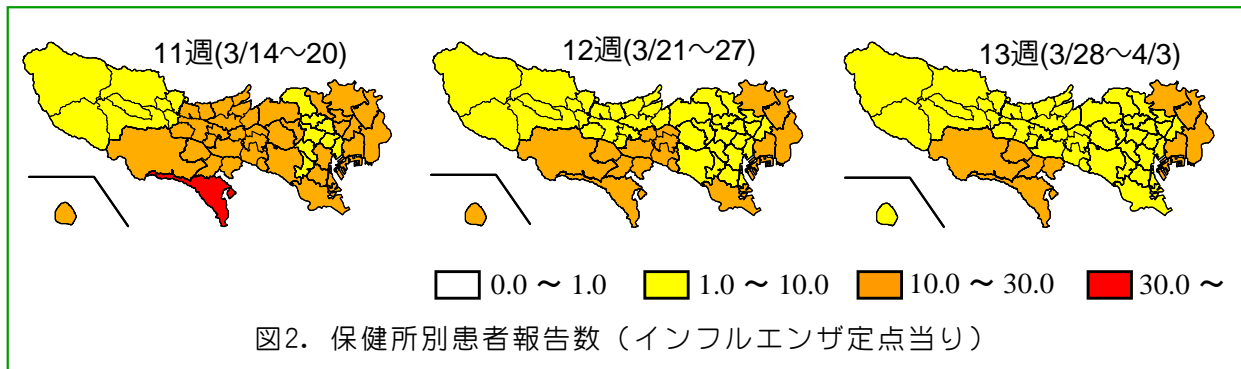 11週(3/14～20)
12週(3/21～27)
13週(3/28～4/3)
0.0 ～ 1.0
1.0 ～ 10.0
10.0 ～ 30.0
30.0 ～
図2. 保健所別患者報告数（インフルエンザ定点当り）